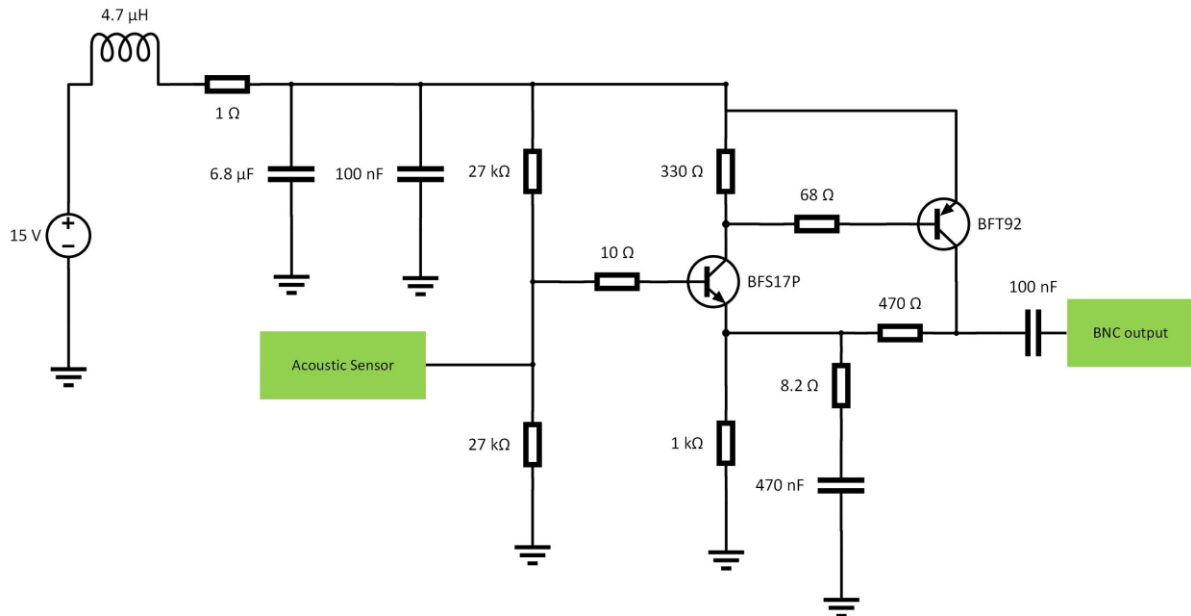 4.7 µH
1 Ω
6.8 µF
100 nF
27 kΩ
330 Ω
68 Ω
BFT92
15 V
+
−
10 Ω
BFS17P
470 Ω
100 nF
BNC output
Acoustic Sensor
8.2 Ω
27 kΩ
1 kΩ
470 nF